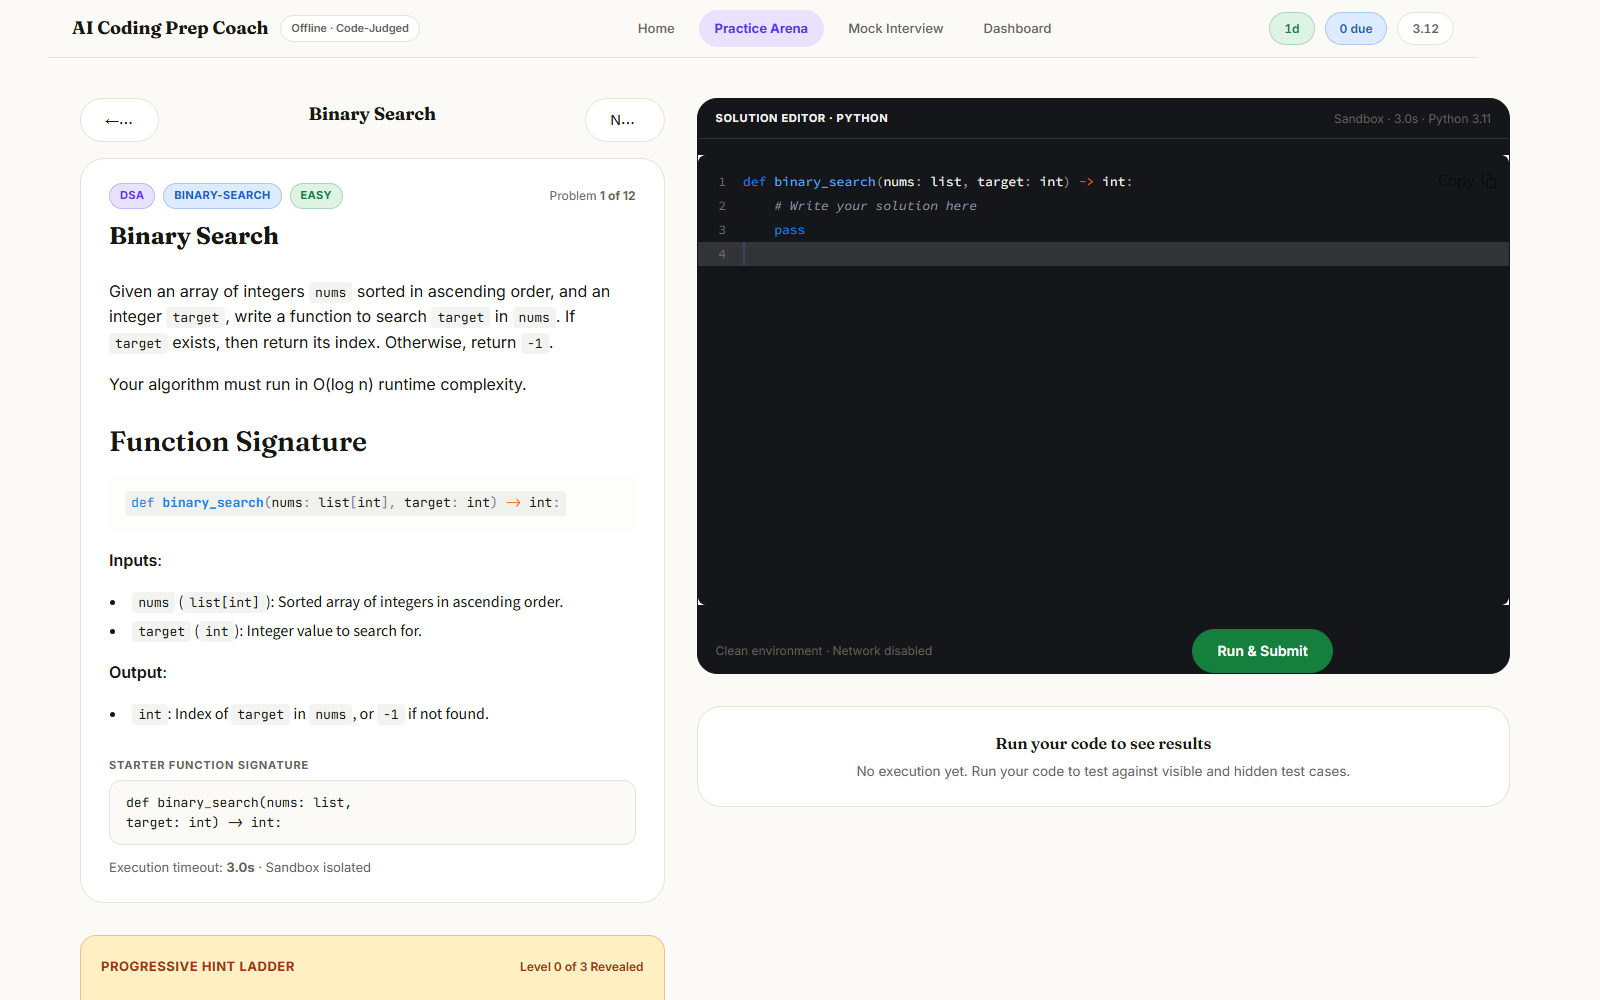 AI Coding Prep Coach
Offline · Code-Judged
Home
Practice Arena
Mock Interview
Dashboard
1d
0 due
3.12
←...
Binary Search
N...
DSA
BINARY-SEARCH
EASY
Problem 1 of 12
Binary Search
Given an array of integers nums sorted in ascending order, and an
integer target, write a function to search target in nums. If
target exists, then return its index. Otherwise, return -1.
Your algorithm must run in O(log n) runtime complexity.
Function Signature
def binary_search(nums: list[int], target: int) -> int:
Inputs:
• nums (list[int]): Sorted array of integers in ascending order.
• target (int): Integer value to search for.
Output:
• int: Index of target in nums, or -1 if not found.
STARTER FUNCTION SIGNATURE
def binary_search(nums: list,
target: int) -> int:
Execution timeout: 3.0s · Sandbox isolated
PROGRESSIVE HINT LADDER
Level 0 of 3 Revealed
SOLUTION EDITOR · PYTHON
Sandbox · 3.0s · Python 3.11
1 def binary_search(nums: list, target: int) -> int:
Copy
2 # Write your solution here
3 pass
4
Clean environment · Network disabled
Run & Submit
Run your code to see results
No execution yet. Run your code to test against visible and hidden test cases.